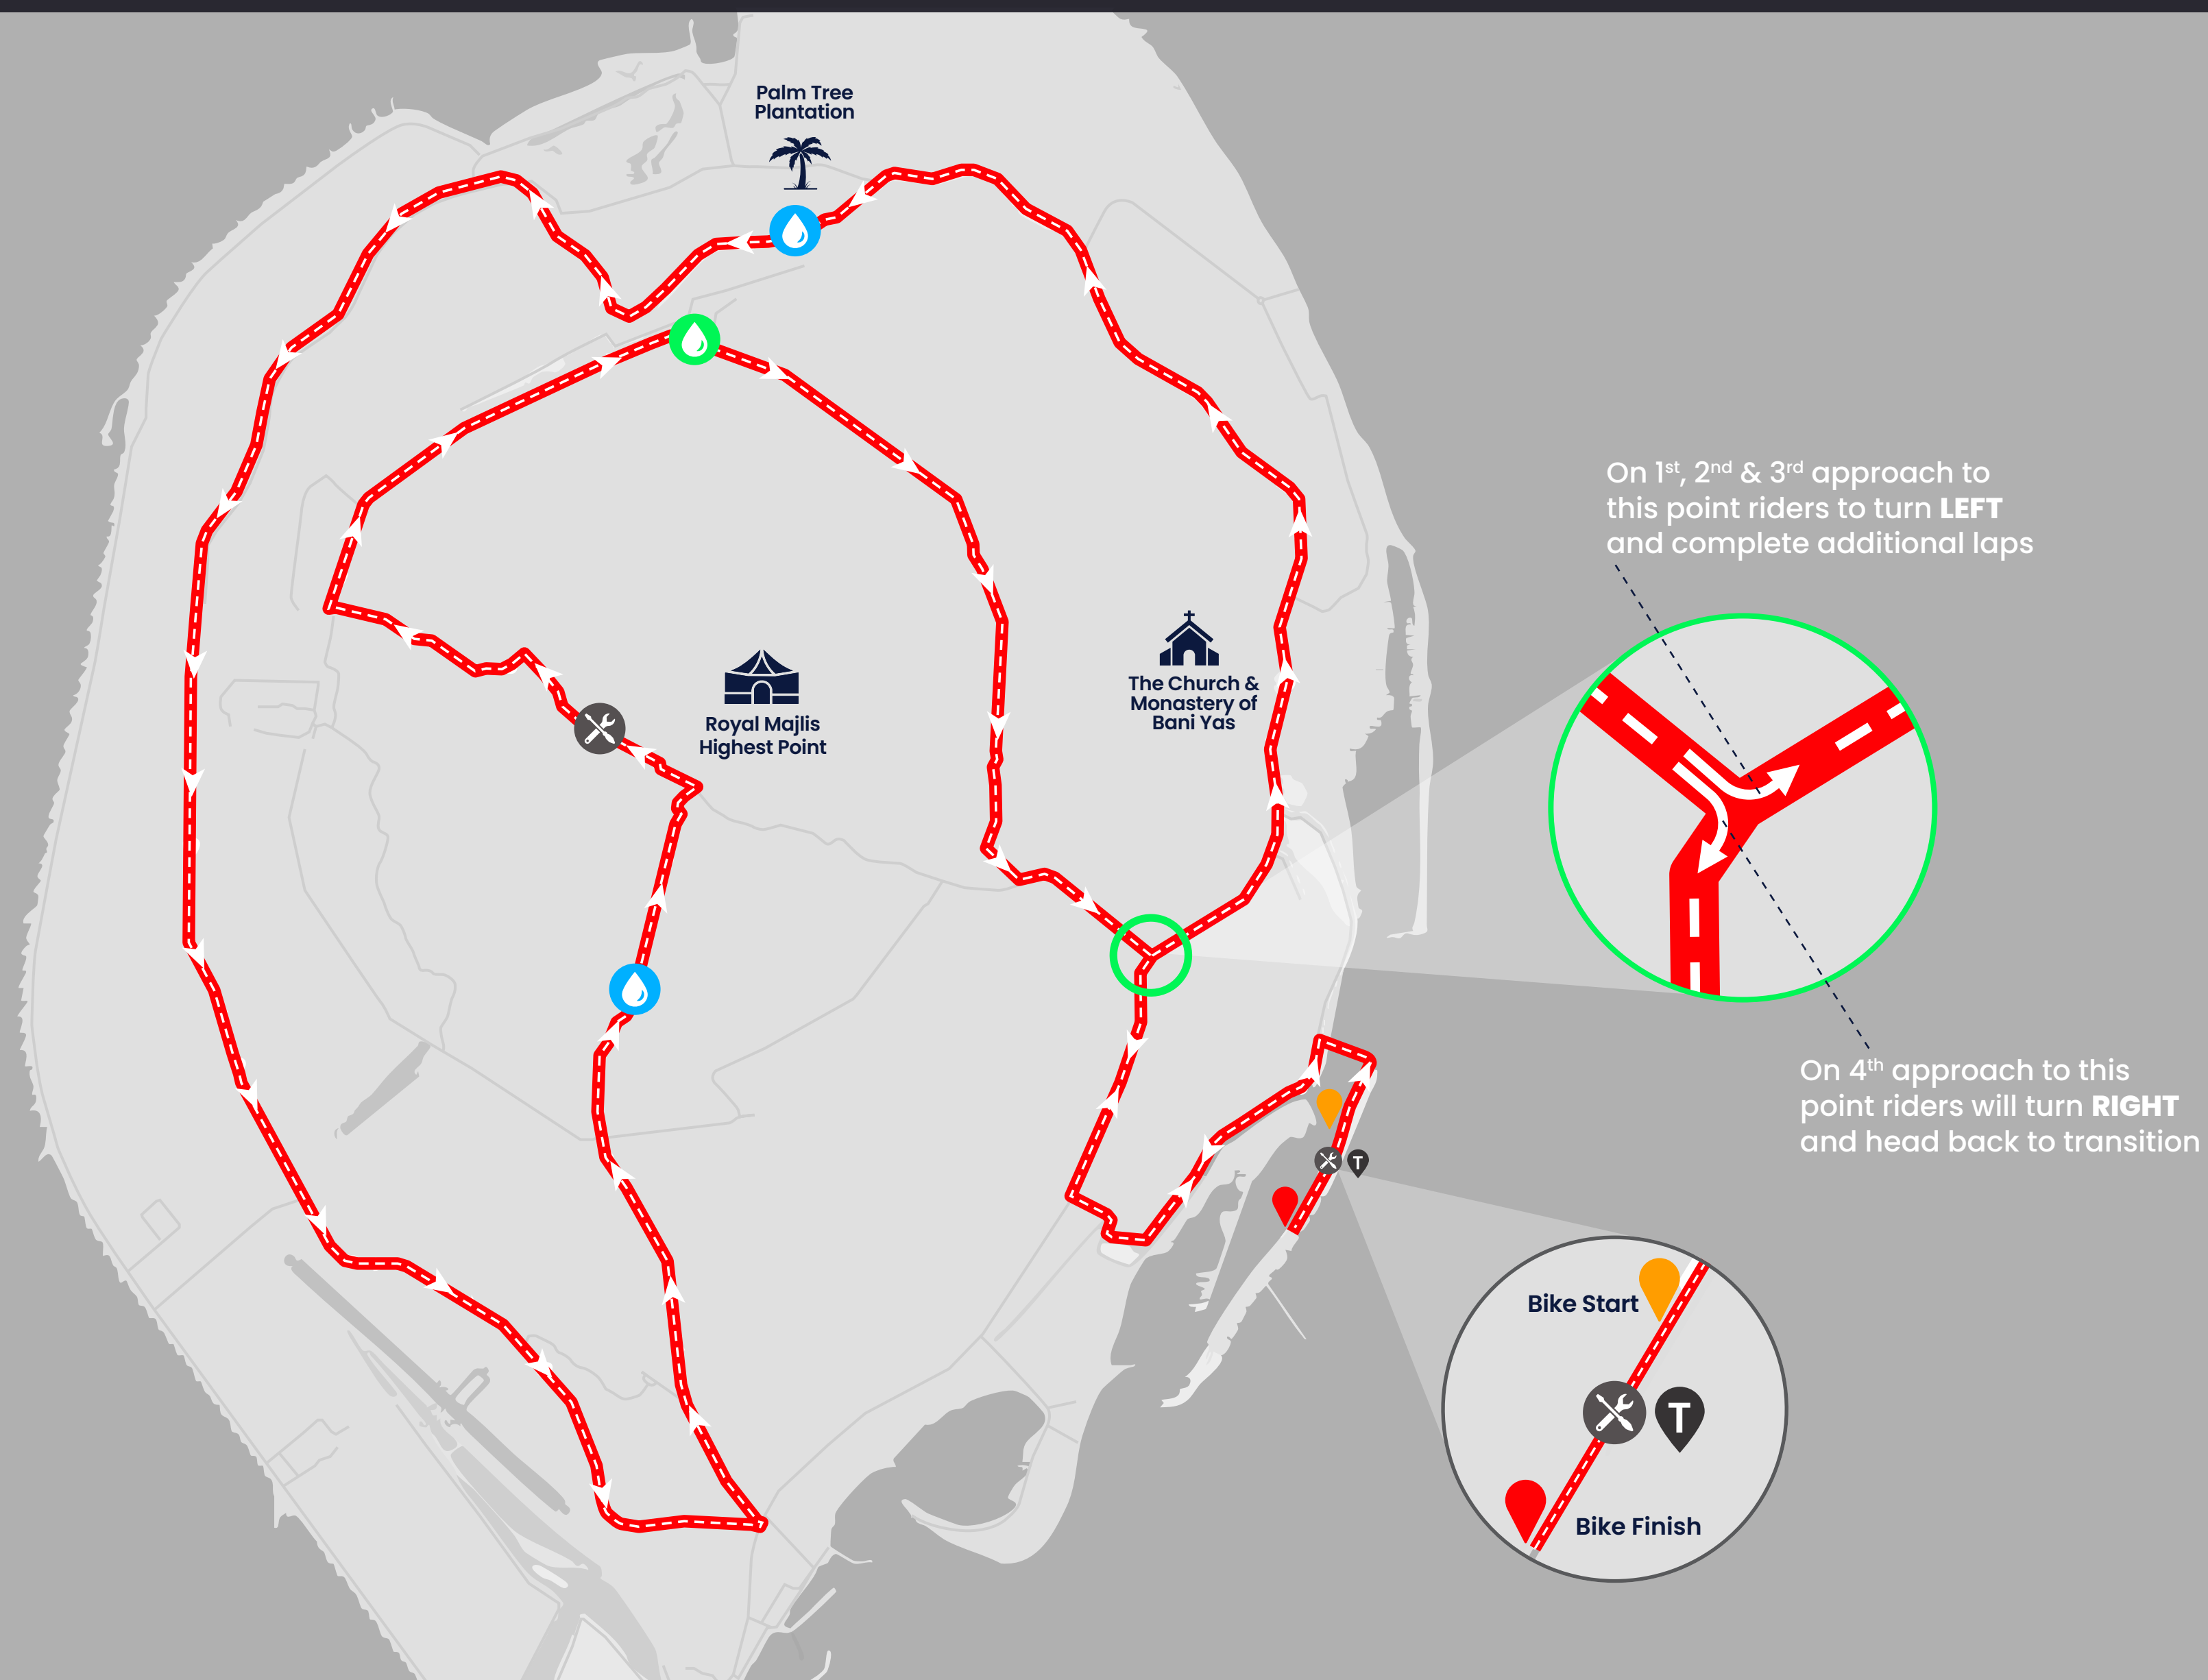 Palm Tree
Plantation
On 1st, 2nd & 3rd approach to
this point riders to turn LEFT
and complete additional laps
The Church &
Monastery of
Bani Yas
Royal Majlis
Highest Point
On 4th approach to this
point riders will turn RIGHT
and head back to transition
T
Bike Start
T
Bike Finish